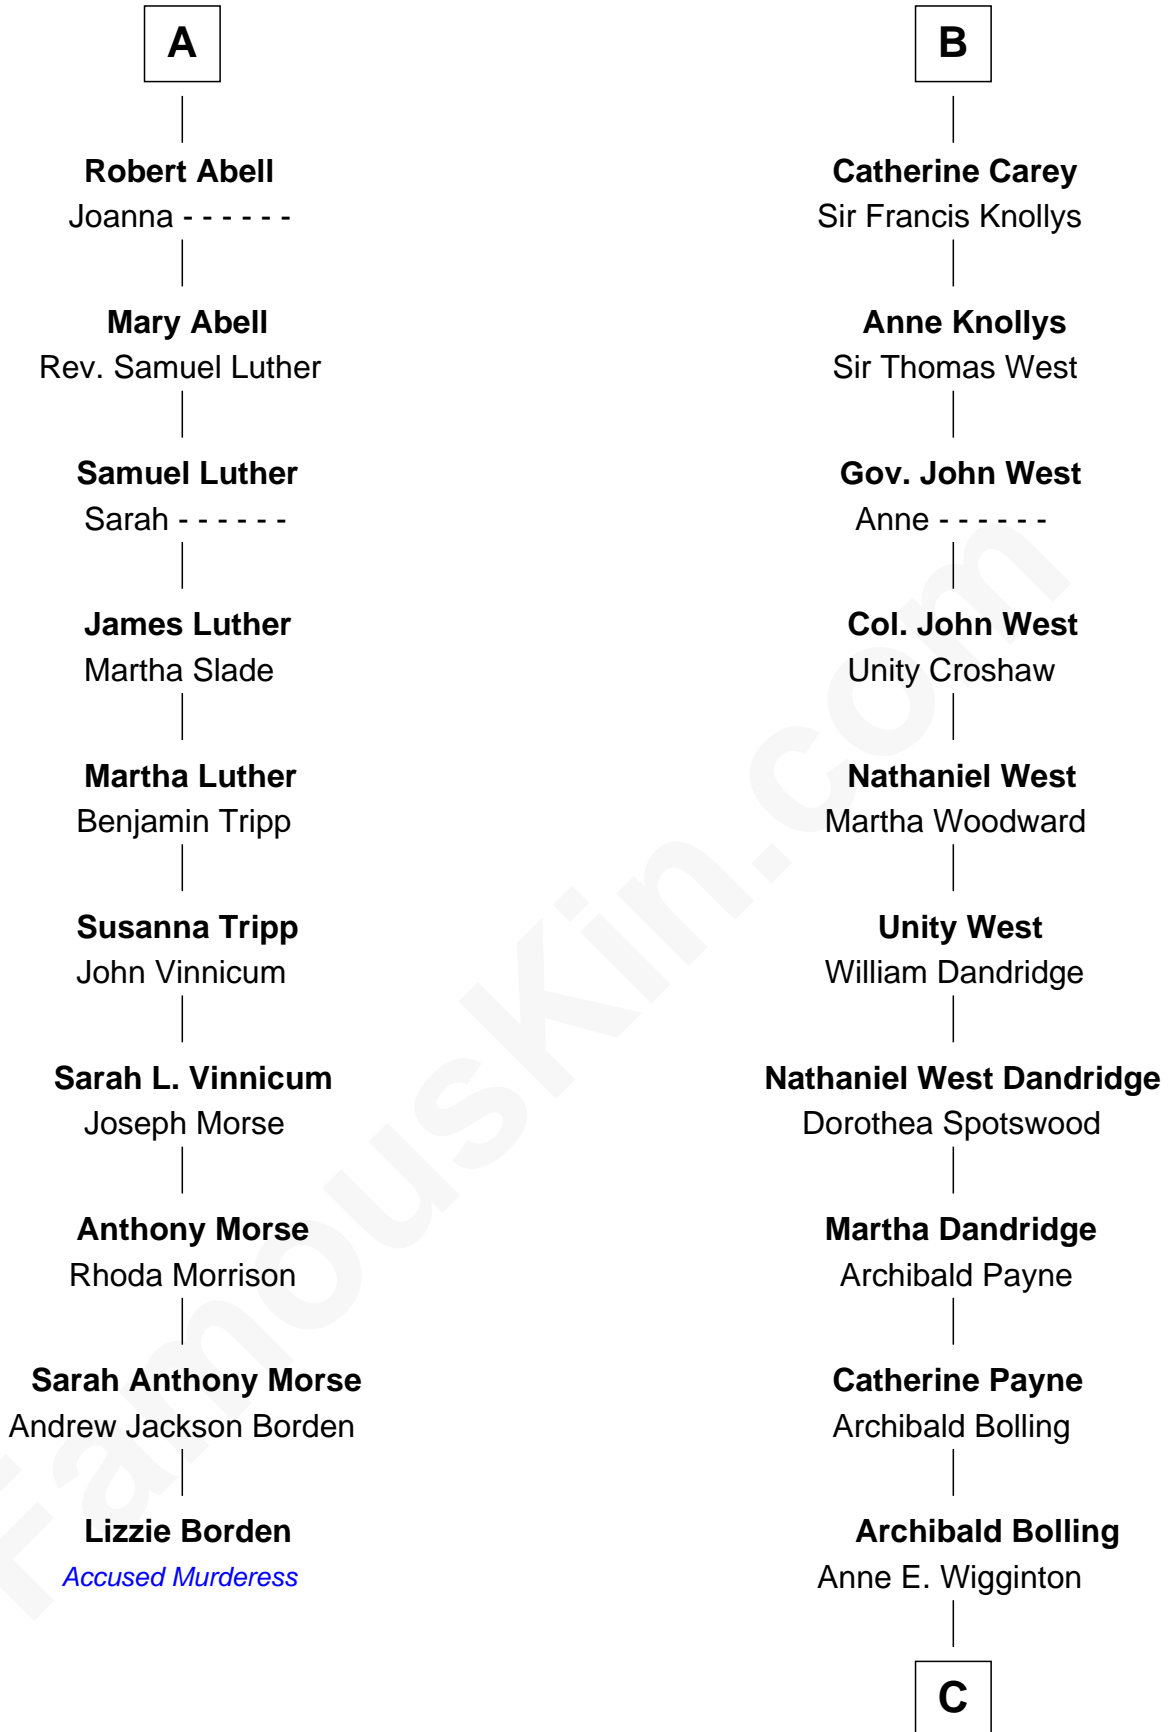 A
Robert Abell
Joanna - - - - - -
Mary Abell
Rev. Samuel Luther
Samuel Luther
Sarah - - - - - -
James Luther
Martha Slade
Martha Luther
Benjamin Tripp
Susanna Tripp
John Vinnicum
Sarah L. Vinnicum
Joseph Morse
Anthony Morse
Rhoda Morrison
Sarah Anthony Morse
Andrew Jackson Borden
Lizzie Borden
Accused Murderess
B
Catherine Carey
Sir Francis Knollys
Anne Knollys
Sir Thomas West
Gov. John West
Anne - - - - - -
Col. John West
Unity Croshaw
Nathaniel West
Martha Woodward
Unity West
William Dandridge
Nathaniel West Dandridge
Dorothea Spotswood
Martha Dandridge
Archibald Payne
Catherine Payne
Archibald Bolling
Archibald Bolling
Anne E. Wigginton
C
FamousKin.com